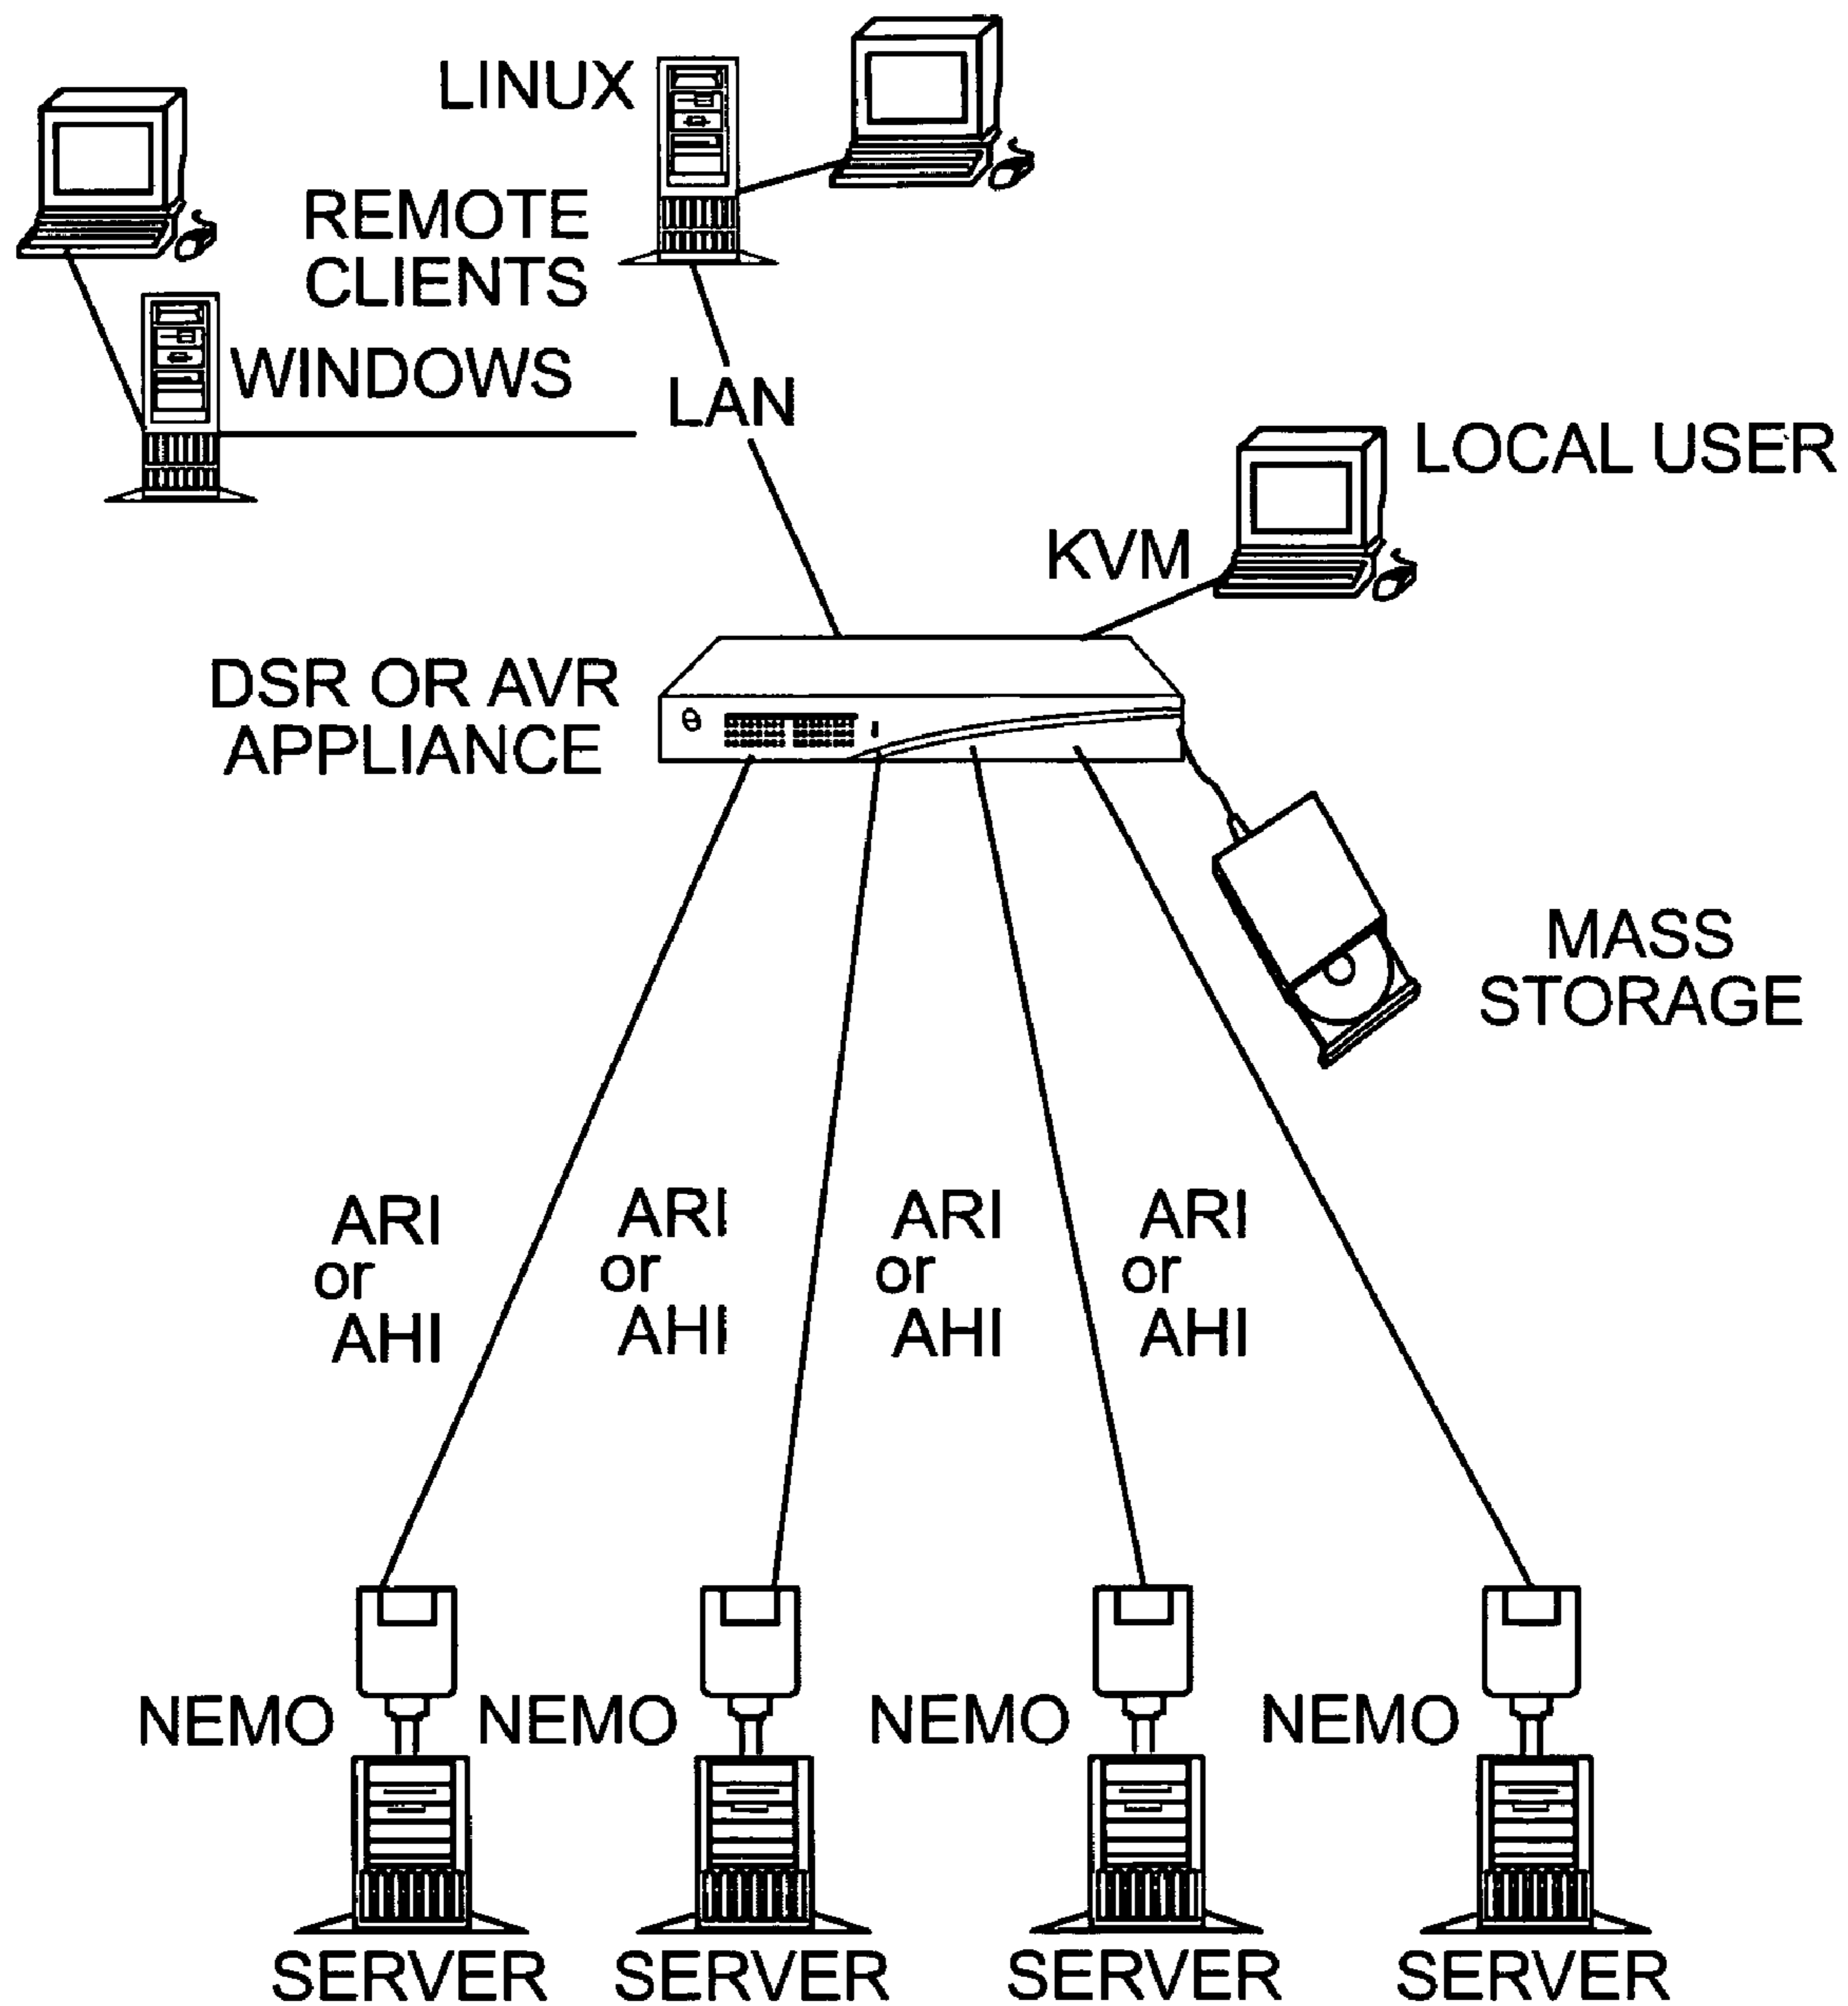 LINUX
REMOTE
CLIENTS
WINDOWS
LAN
LOCAL USER
KVM
DSR OR AVR
APPLIANCE
MASS
STORAGE
ARI
or
AHI
ARI
or
AHI
ARI
or
AHI
ARI
or
AHI
NEMO
NEMO
NEMO
NEMO
SERVER
SERVER
SERVER
SERVER